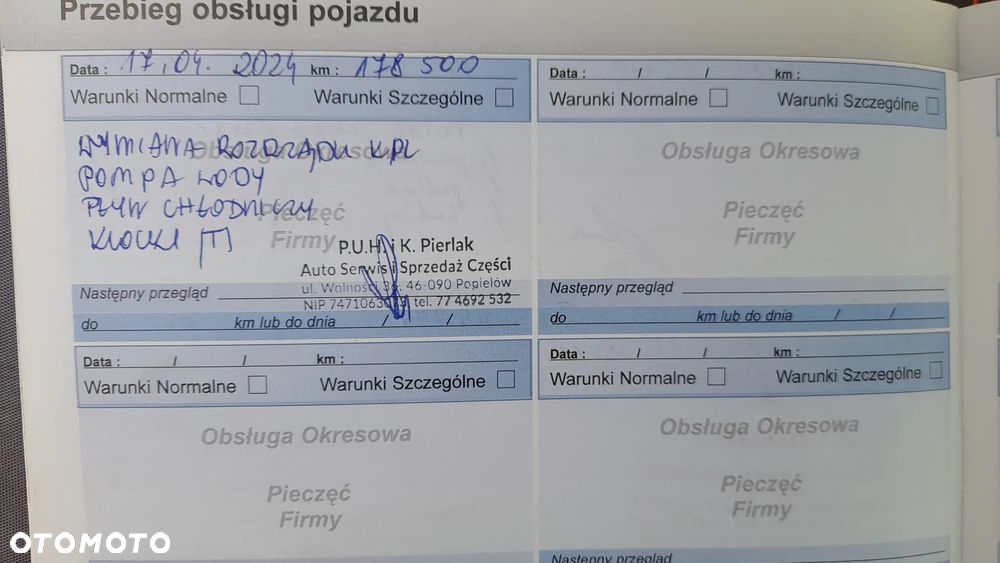 Przebieg obsługi pojazdu
Data : 17.04. 2024 km : 178 500
Warunki Normalne Warunki Szczególne
WYMIANA ROZRZĄDU KPL
POMPA WODY
PŁYN CHŁODNICZY
KLOCKI [T]
Obsługa Okresowa
Pieczęć
Firmy
P.U.H. i K. Pierlak
Auto Serwis i Sprzedaż Części
ul. Wolności 46-090 Popielów
NIP tel. 77 4692 532
Następny przegląd
do km lub do dnia / /
Data : / / km :
Warunki Normalne Warunki Szczególne
Obsługa Okresowa
Pieczęć
Firmy
Następny przegląd
do km lub do dnia / /
Data : / / km :
Warunki Normalne Warunki Szczególne
Obsługa Okresowa
Pieczęć
Firmy
Data : / / km :
Warunki Normalne Warunki Szczególne
Obsługa Okresowa
Pieczęć
Firmy
Następny przegląd
OTOMOTO